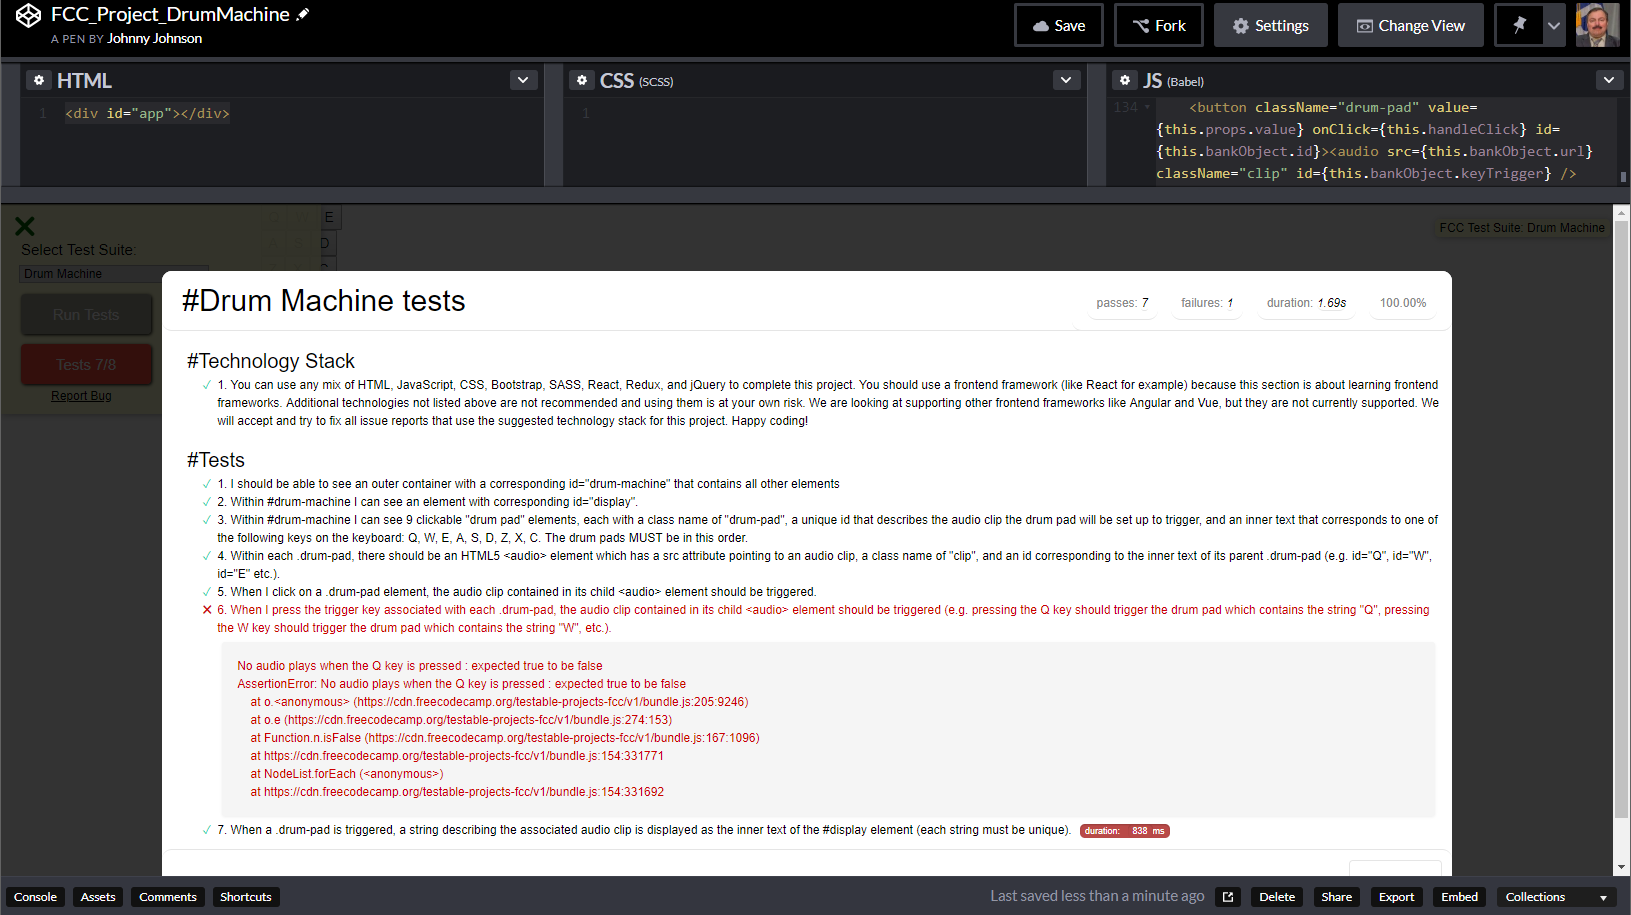 FCC_Project_DrumMachine
A PEN BY Johnny Johnson
Save
Fork
Settings
Change View
HTML
CSS (SCSS)
JS (Babel)
1 <div id="app"></div>
1
134 <button className="drum-pad" value=
{this.props.value} onClick={this.handleClick} id=
{this.bankObject.id}><audio src={this.bankObject.url}
className="clip" id={this.bankObject.keyTrigger} />
E
D
Select Test Suite:
Drum Machine
Run Tests
Tests 7/8
Report Bug
FCC Test Suite: Drum Machine
#Drum Machine tests
passes: 7
failures: 1
duration: 1.69s
100.00%
#Technology Stack
✓ 1. You can use any mix of HTML, JavaScript, CSS, Bootstrap, SASS, React, Redux, and jQuery to complete this project. You should use a frontend framework (like React for example) because this section is about learning frontend
frameworks. Additional technologies not listed above are not recommended and using them is at your own risk. We are looking at supporting other frontend frameworks like Angular and Vue, but they are not currently supported. We
will accept and try to fix all issue reports that use the suggested technology stack for this project. Happy coding!
#Tests
✓ 1. I should be able to see an outer container with a corresponding id="drum-machine" that contains all other elements
✓ 2. Within #drum-machine I can see an element with corresponding id="display".
✓ 3. Within #drum-machine I can see 9 clickable "drum pad" elements, each with a class name of "drum-pad", a unique id that describes the audio clip the drum pad will be set up to trigger, and an inner text that corresponds to one of
the following keys on the keyboard: Q, W, E, A, S, D, Z, X, C. The drum pads MUST be in this order.
✓ 4. Within each .drum-pad, there should be an HTML5 <audio> element which has a src attribute pointing to an audio clip, a class name of "clip", and an id corresponding to the inner text of its parent .drum-pad (e.g. id="Q", id="W",
id="E" etc.).
✓ 5. When I click on a .drum-pad element, the audio clip contained in its child <audio> element should be triggered.
✕ 6. When I press the trigger key associated with each .drum-pad, the audio clip contained in its child <audio> element should be triggered (e.g. pressing the Q key should trigger the drum pad which contains the string "Q", pressing
the W key should trigger the drum pad which contains the string "W", etc.).
No audio plays when the Q key is pressed : expected true to be false
AssertionError: No audio plays when the Q key is pressed : expected true to be false
at o.<anonymous> (https://cdn.freecodecamp.org/testable-projects-fcc/v1/bundle.js:205:9246)
at o.e (https://cdn.freecodecamp.org/testable-projects-fcc/v1/bundle.js:274:153)
at Function.n.isFalse (https://cdn.freecodecamp.org/testable-projects-fcc/v1/bundle.js:167:1096)
at https://cdn.freecodecamp.org/testable-projects-fcc/v1/bundle.js:154:331771
at NodeList.forEach (<anonymous>)
at https://cdn.freecodecamp.org/testable-projects-fcc/v1/bundle.js:154:331692
✓ 7. When a .drum-pad is triggered, a string describing the associated audio clip is displayed as the inner text of the #display element (each string must be unique). duration: 838 ms
Console
Assets
Comments
Shortcuts
Last saved less than a minute ago
Delete
Share
Export
Embed
Collections